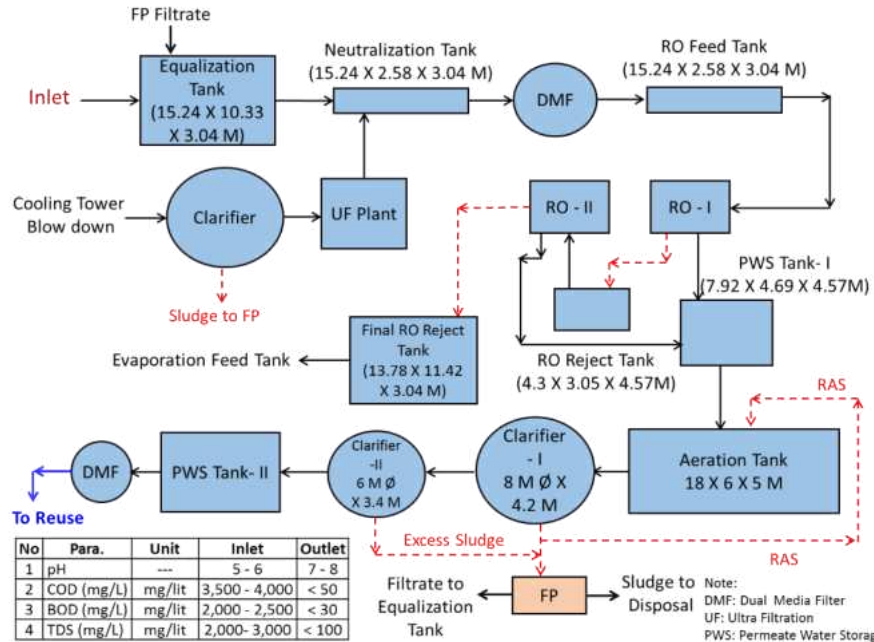 FP Filtrate
Inlet
Equalization
Tank
(15.24 X 10.33
X 3.04 M)
Neutralization Tank
(15.24 X 2.58 X 3.04 M)
DMF
RO Feed Tank
(15.24 X 2.58 X 3.04 M)
Cooling Tower
Blow down
Clarifier
UF Plant
Sludge to FP
RO - II
RO - I
PWS Tank- I
(7.92 X 4.69 X 4.57M)
RO Reject Tank
(4.3 X 3.05 X 4.57M)
Final RO Reject
Tank
(13.78 X 11.42
X 3.04 M)
Evaporation Feed Tank
RAS
Aeration Tank
18 X 6 X 5 M
Clarifier
- I
8 M Ø X
4.2 M
Clarifier
-II
6 M Ø
X 3.4 M
PWS Tank- II
DMF
To Reuse
Excess Sludge
RAS
FP
Filtrate to
Equalization
Tank
Sludge to
Disposal
No Para. Unit Inlet Outlet
1 pH --- 5 - 6 7 - 8
2 COD (mg/L) mg/lit 3,500 - 4,000 < 50
3 BOD (mg/L) mg/lit 2,000 - 2,500 < 30
4 TDS (mg/L) mg/lit 2,000- 3,000 < 100
Note:
DMF: Dual Media Filter
UF: Ultra Filtration
PWS: Permeate Water Storage